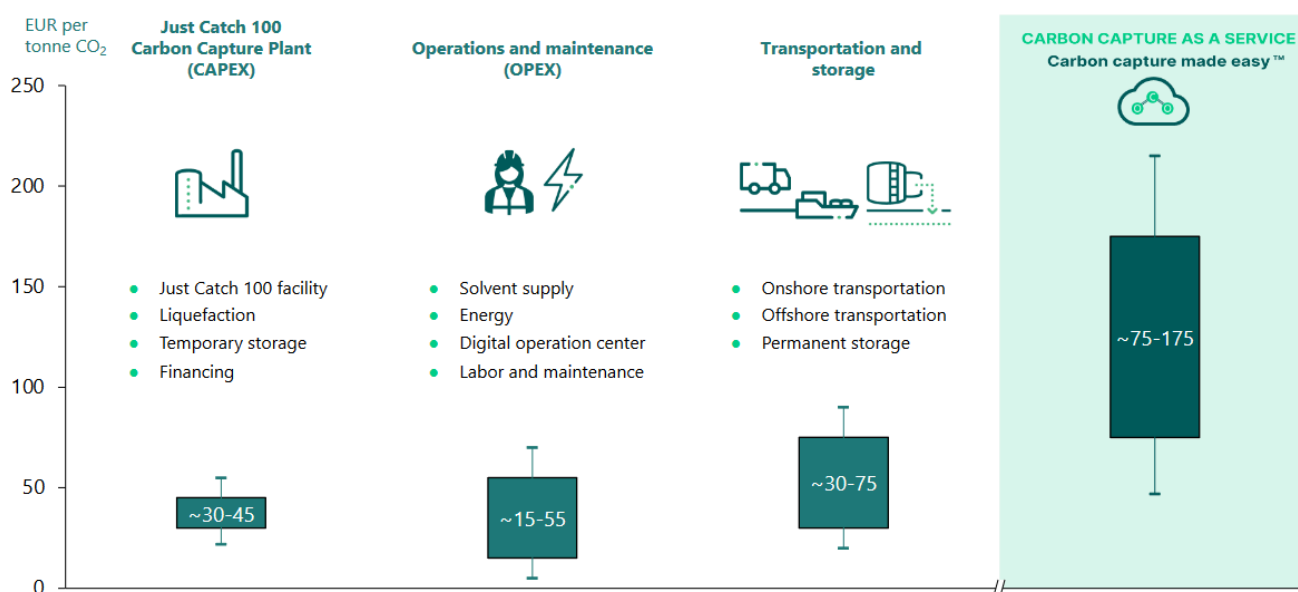 EUR per
tonne CO₂
Just Catch 100
Carbon Capture Plant
(CAPEX)
Operations and maintenance
(OPEX)
Transportation and
storage
CARBON CAPTURE AS A SERVICE
Carbon capture made easy™
250
200
150
100
50
0
C
O
O
Just Catch 100 facility
Liquefaction
Temporary storage
Financing
Solvent supply
Energy
Digital operation center
Labor and maintenance
Onshore transportation
Offshore transportation
Permanent storage
~30-45
~15-55
~30-75
~75-175